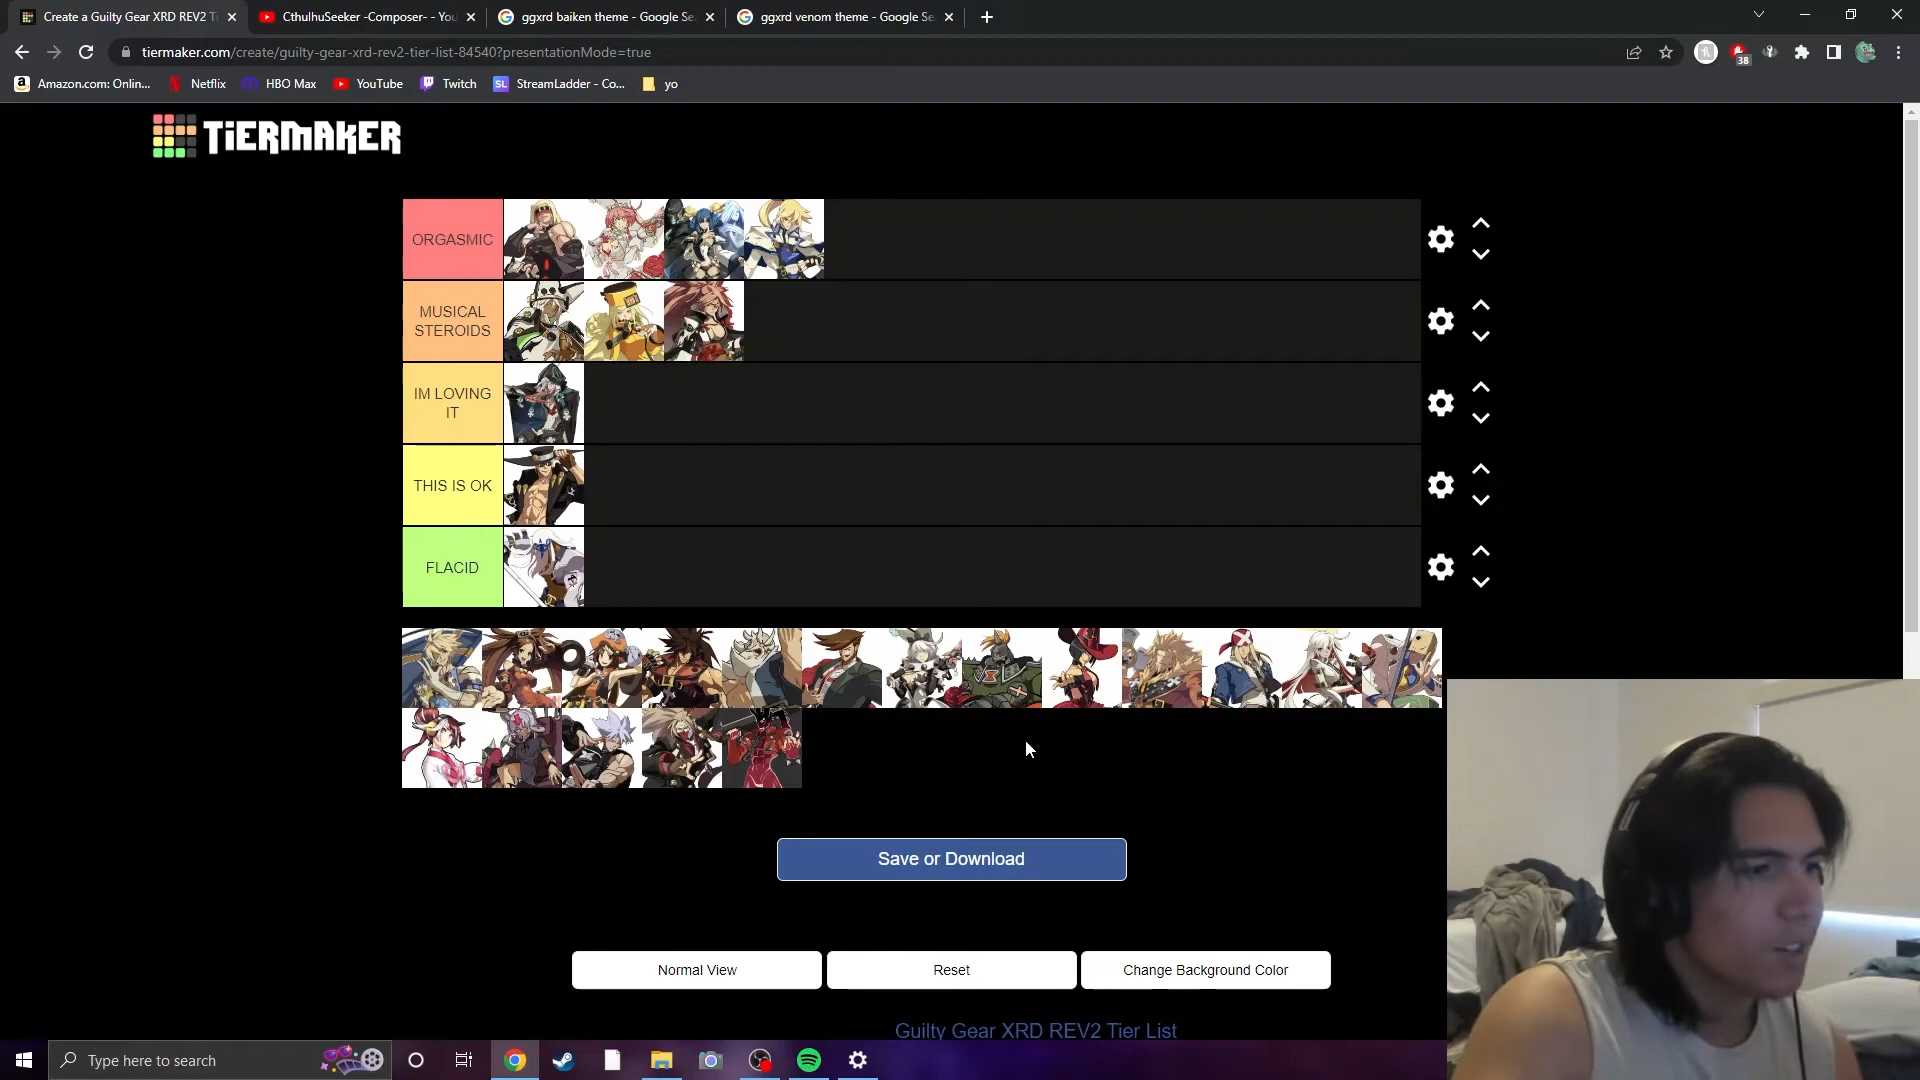 Create a Guilty Gear XRD REV2 T
CthulhuSeeker -Composer- - You
ggxrd baiken theme - Google Se
ggxrd venom theme - Google Se
tiermaker.com/create/guilty-gear-xrd-rev2-tier-list-84540?presentationMode=true
38
Amazon.com: Onlin...
Netflix
HBO Max
YouTube
Twitch
SL
StreamLadder - Co...
yo
TiERMAKER
ORGASMIC
MUSICAL
STEROIDS
IM LOVING
IT
THIS IS OK
FLACID
Save or Download
Normal View
Reset
Change Background Color
Guilty Gear XRD REV2 Tier List
Type here to search